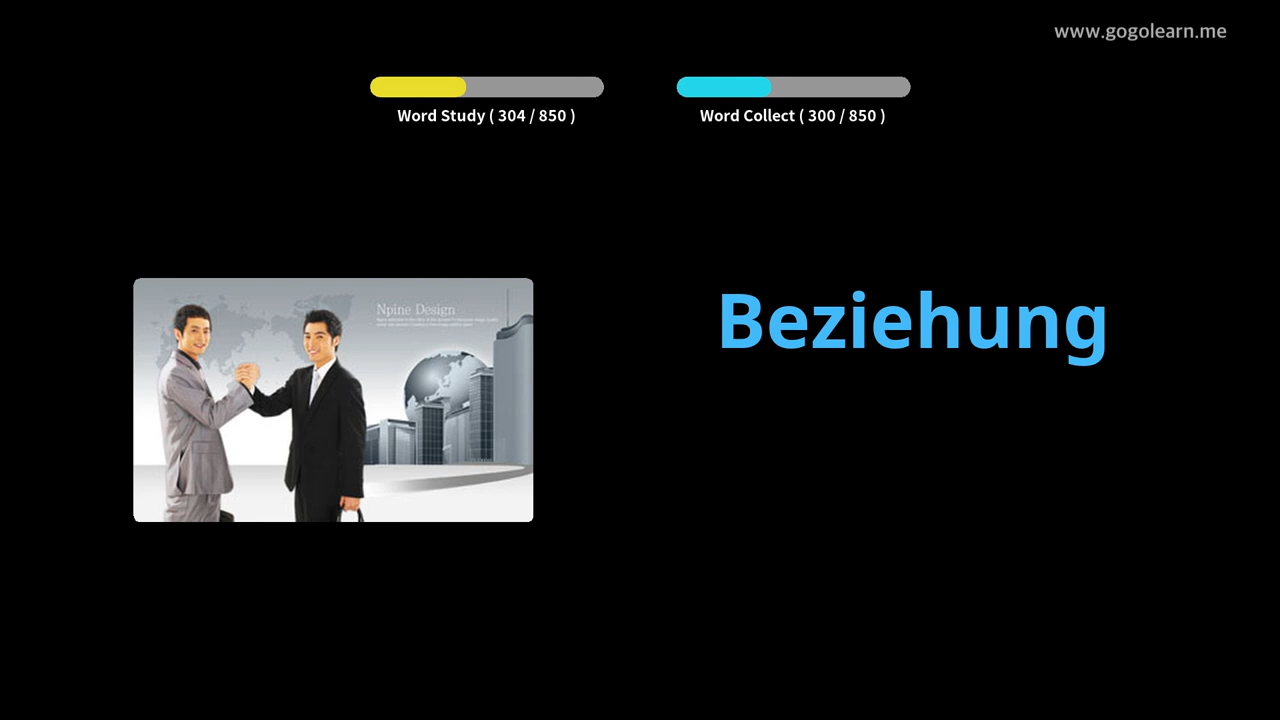 www.gogolearn.me
Word Study ( 304 / 850 )
Word Collect ( 300 / 850 )
Npine Design
Beziehung